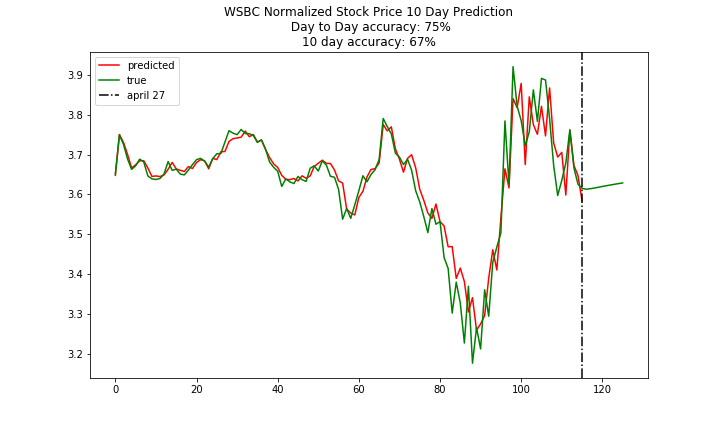 WSBC Normalized Stock Price 10 Day Prediction
Day to Day accuracy: 75%
10 day accuracy: 67%
predicted
true
april 27
3.9
3.8
3.7
3.6
3.5
3.4
3.3
3.2
0 20 40 60 80 100 120